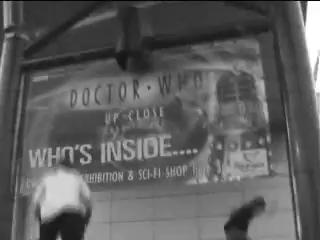 DOCTOR · WHO
UP CLOSE
WHO'S INSIDE....
EXHIBITION & SCI-FI SHOP